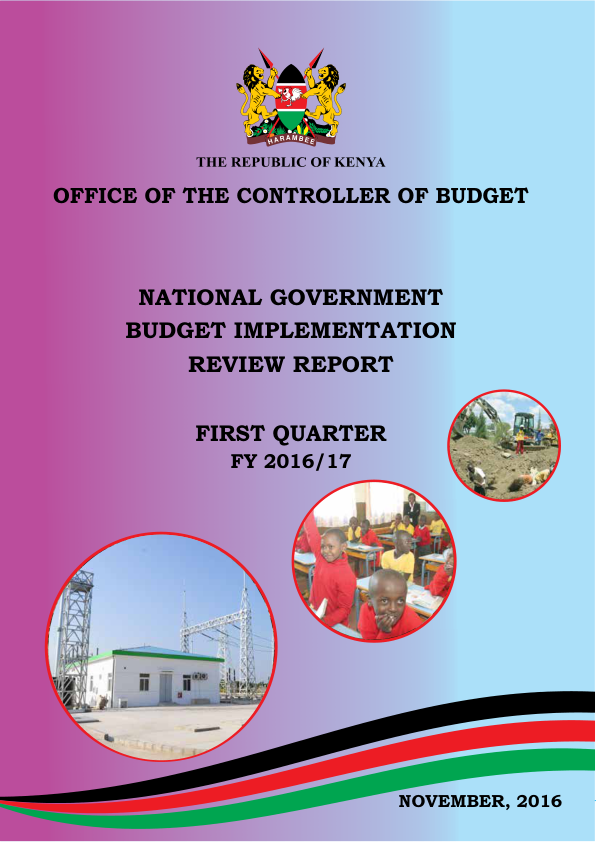 HARAMBEE
THE REPUBLIC OF KENYA
OFFICE OF THE CONTROLLER OF BUDGET
NATIONAL GOVERNMENT
BUDGET IMPLEMENTATION
REVIEW REPORT
FIRST QUARTER
FY 2016/17
NOVEMBER, 2016